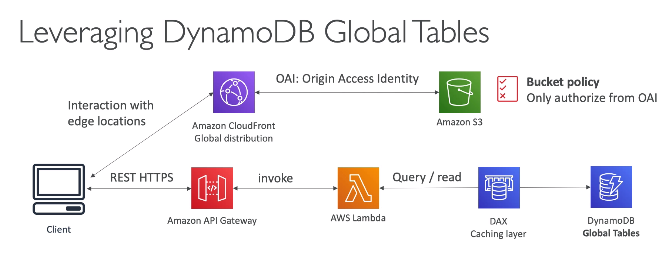 Leveraging DynamoDB Global Tables
OAI: Origin Access Identity
Bucket policy
Only authorize from OAI
Interaction with
edge locations
Amazon CloudFront
Global distribution
Amazon S3
REST HTTPS
invoke
Query / read
Client
Amazon API Gateway
AWS Lambda
DAX
Caching layer
DynamoDB
Global Tables